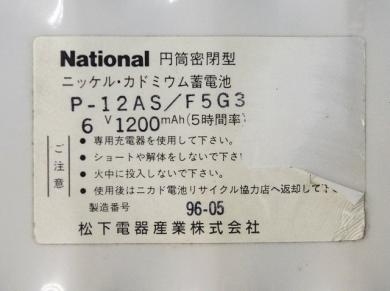 National 円筒密閉型
ニッケル・カドミウム蓄電池
P-12AS/F5G3
6 V 1200mAh(5時間率
ご注意
● 専用充電器を使用して下さい。
● ショートや解体をしないで下さ
● 火中に投入しないで下さい。
● 使用後はニカド電池リサイクル協力店へ返却して下さ
製造番号 96-05
松下電器産業株式会社